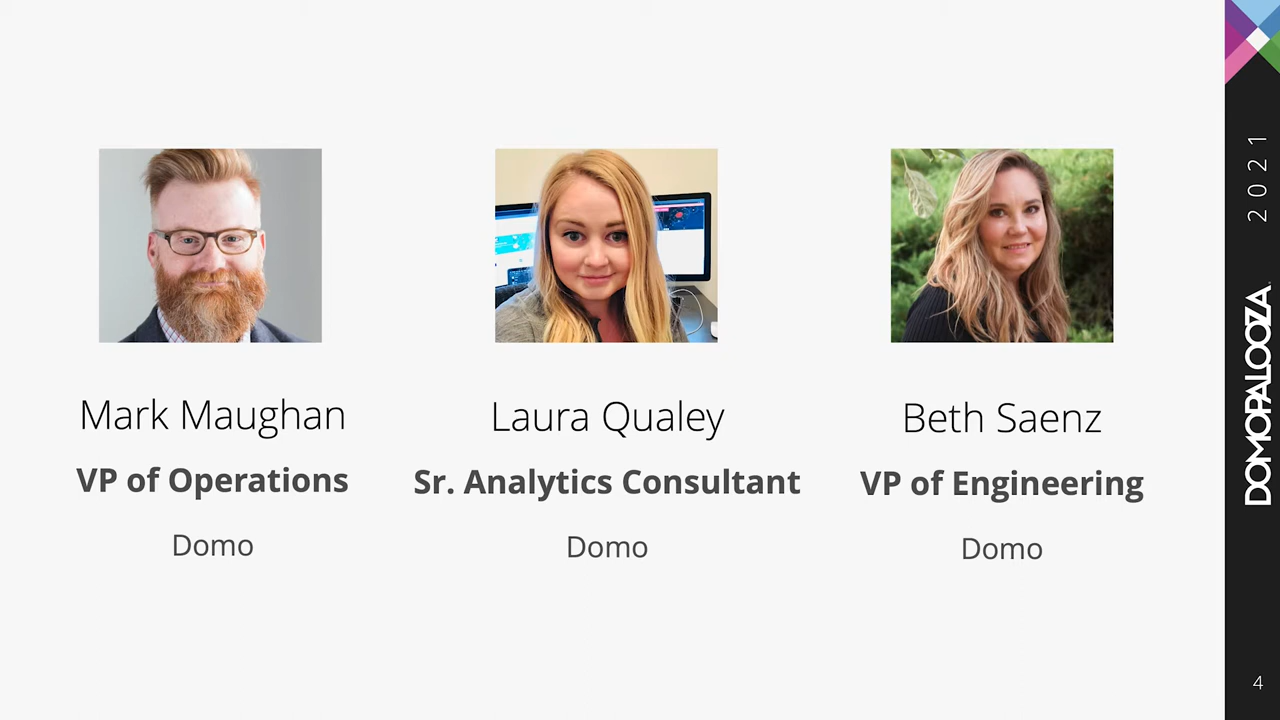 Mark Maughan
VP of Operations
Domo
Laura Qualey
Sr. Analytics Consultant
Domo
Beth Saenz
VP of Engineering
Domo
DOMOPALOOZA 2021
4